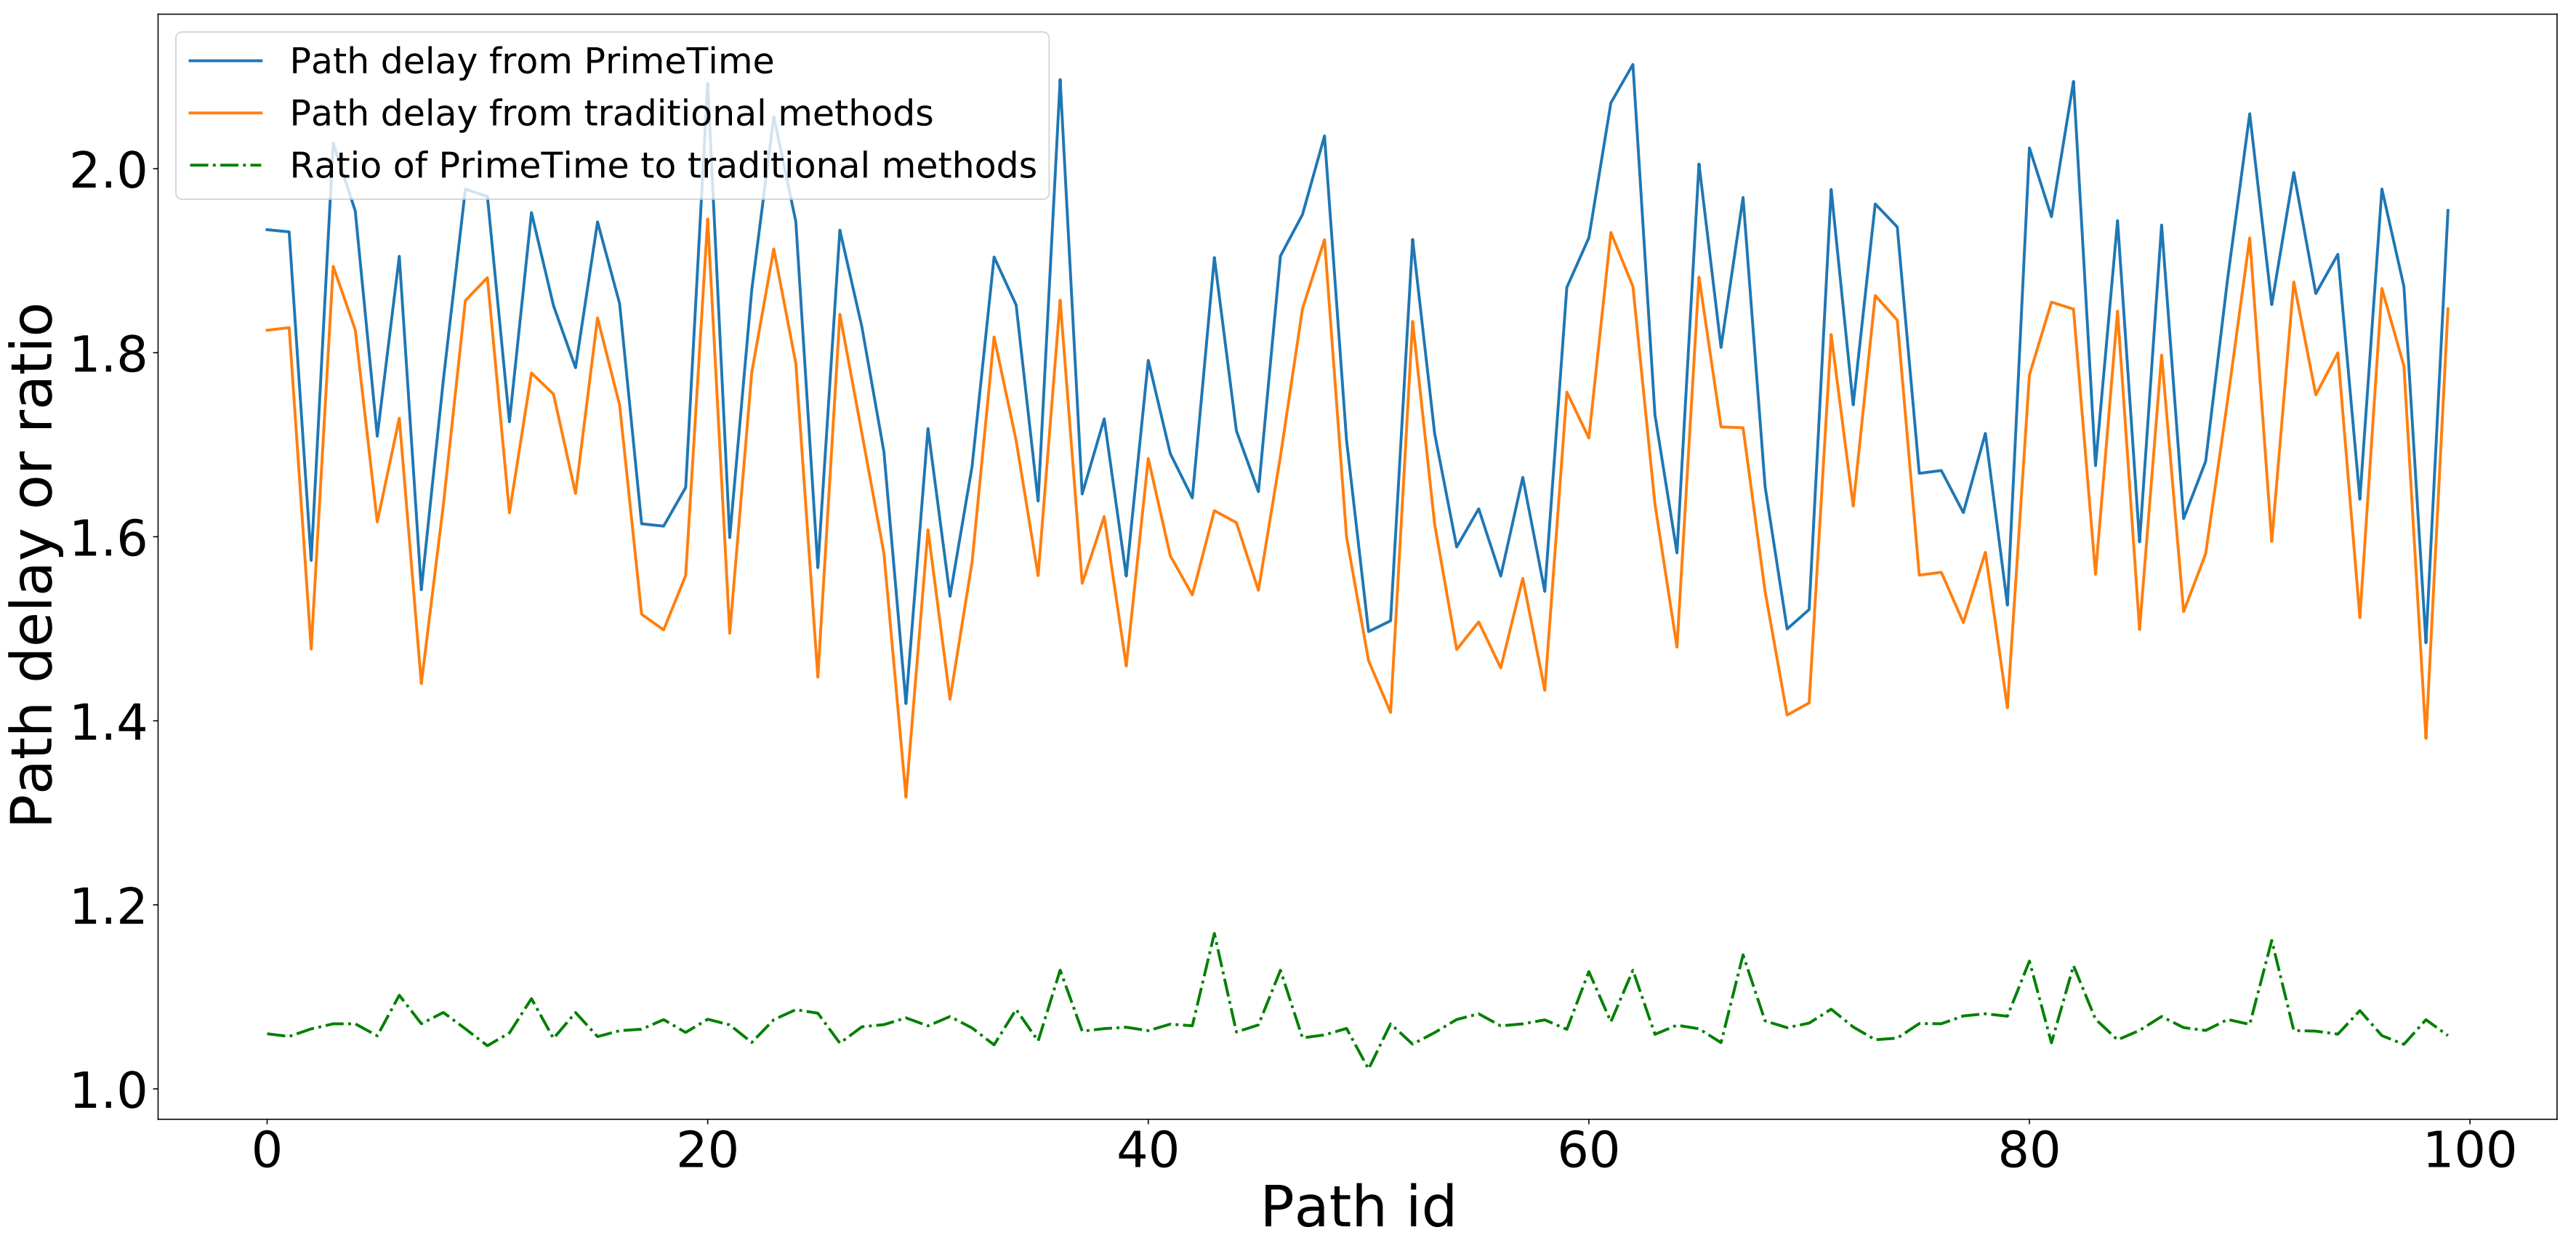 Path delay from PrimeTime
Path delay from traditional methods
Ratio of PrimeTime to traditional methods
Path delay or ratio
2.0
1.8
1.6
1.4
1.2
1.0
0 20 40 60 80 100
Path id